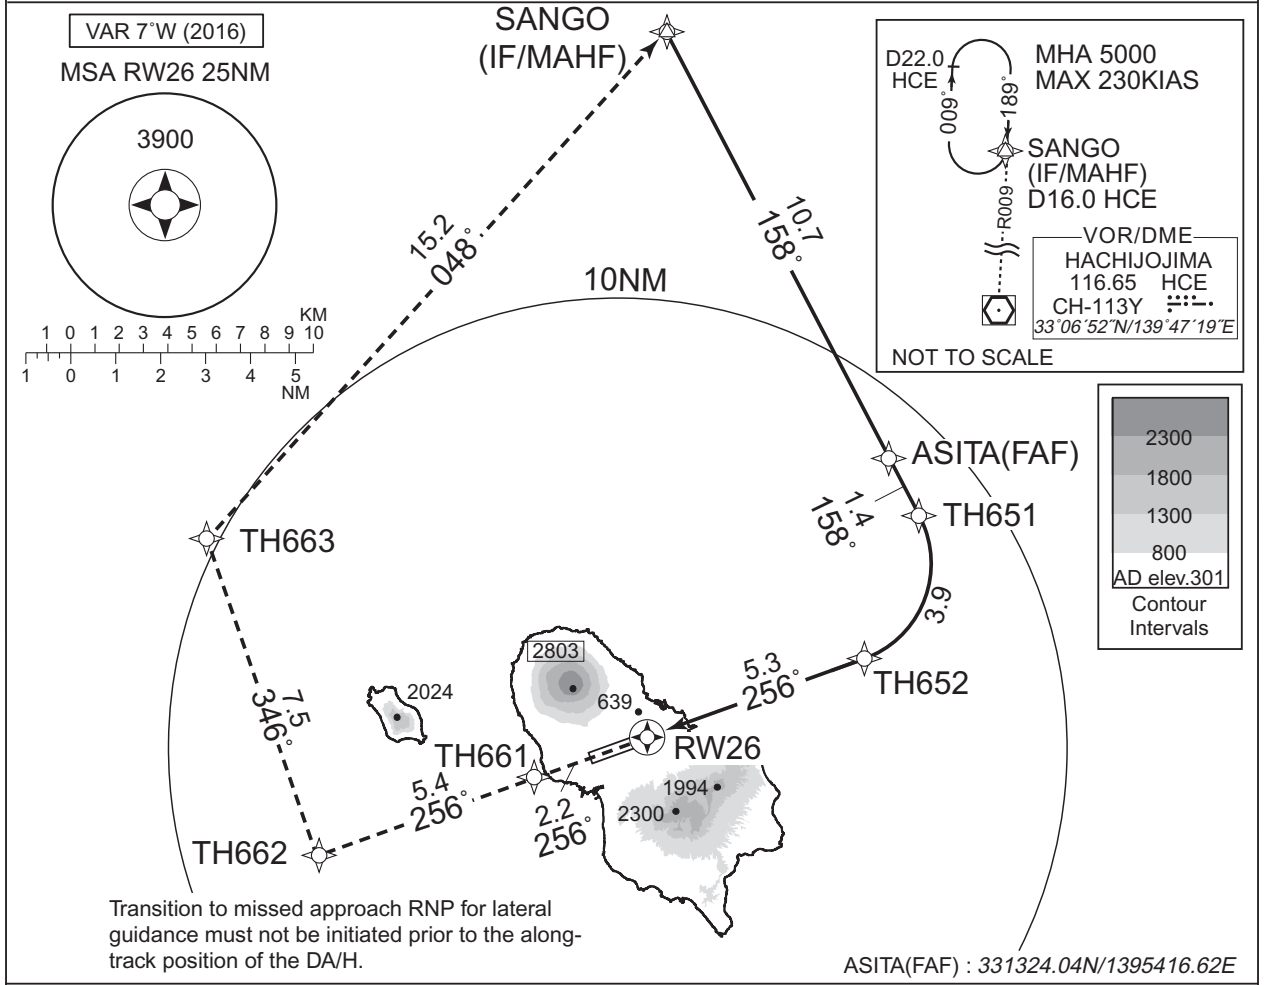 VAR 7˚W (2016)
MSA RW26 25NM
3900
KM
1 0 1 2 3 4 5 6 7 8 9 10
1 0 1 2 3 4 5
NM
SANGO
(IF/MAHF)
15.2
048˚
10.7
158˚
10NM
D22.0
HCE
009˚
189˚
MHA 5000
MAX 230KIAS
SANGO
(IF/MAHF)
D16.0 HCE
R009
VOR/DME
HACHIJOJIMA
116.65 HCE
CH-113Y
33˚06´52˝N/139˚47´19˝E
NOT TO SCALE
2300
1800
1300
800
AD elev.301
Contour
Intervals
ASITA(FAF)
1.4
158˚
TH651
3.9
TH652
5.3
256˚
TH663
7.5
346˚
2024
2803
639
RW26
TH661
2.2
256˚
5.4
256˚
TH662
1994
2300
Transition to missed approach RNP for lateral
guidance must not be initiated prior to the along-
track position of the DA/H.
ASITA(FAF) : 331324.04N/1395416.62E